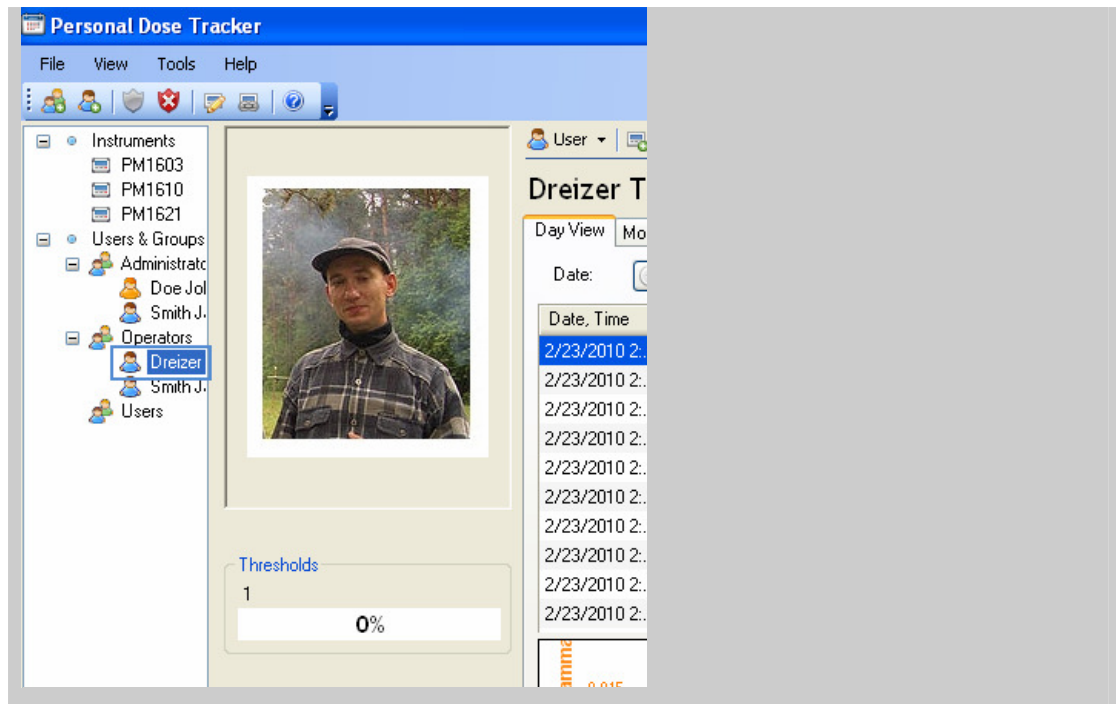 Personal Dose Tracker
File View Tools Help
Instruments
PM1603
PM1610
PM1621
Users & Groups
Administratc
Doe Jol
Smith J.
Operators
Dreizer
Smith J.
Users
Thresholds
1
0%
User
Dreizer T
Day View Mo
Date:
Date, Time
2/23/2010 2:.
2/23/2010 2:.
2/23/2010 2:.
2/23/2010 2:.
2/23/2010 2:.
2/23/2010 2:.
2/23/2010 2:.
2/23/2010 2:.
2/23/2010 2:.
2/23/2010 2:.
amma